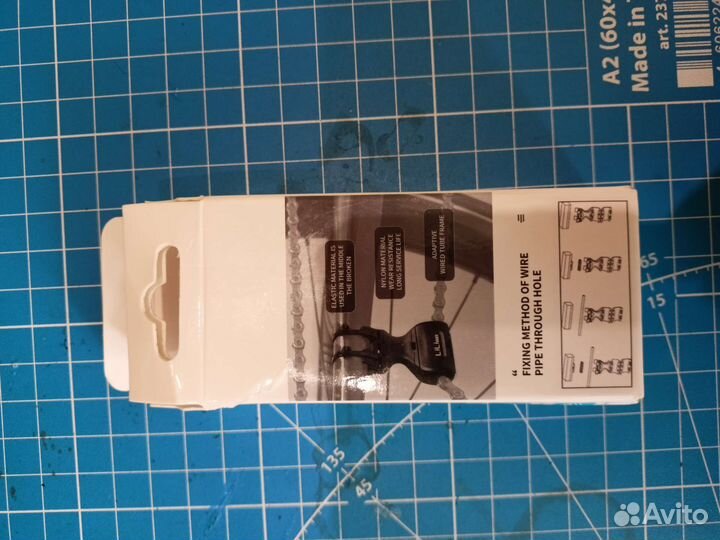 ELASTIC MATERIAL IS
USED IN THE MIDDLE
THE BROKEN
NYLON MATERIAL
WEAR RESISTANCE
LONG SERVICE LIFE
ADAPTIVE
WIRED TUBE FRAME
“
FIXING METHOD OF WIRE
PIPE THROUGH HOLE
=
A2 (60x4
Made in
art. 23
65
15
135
45
Avito